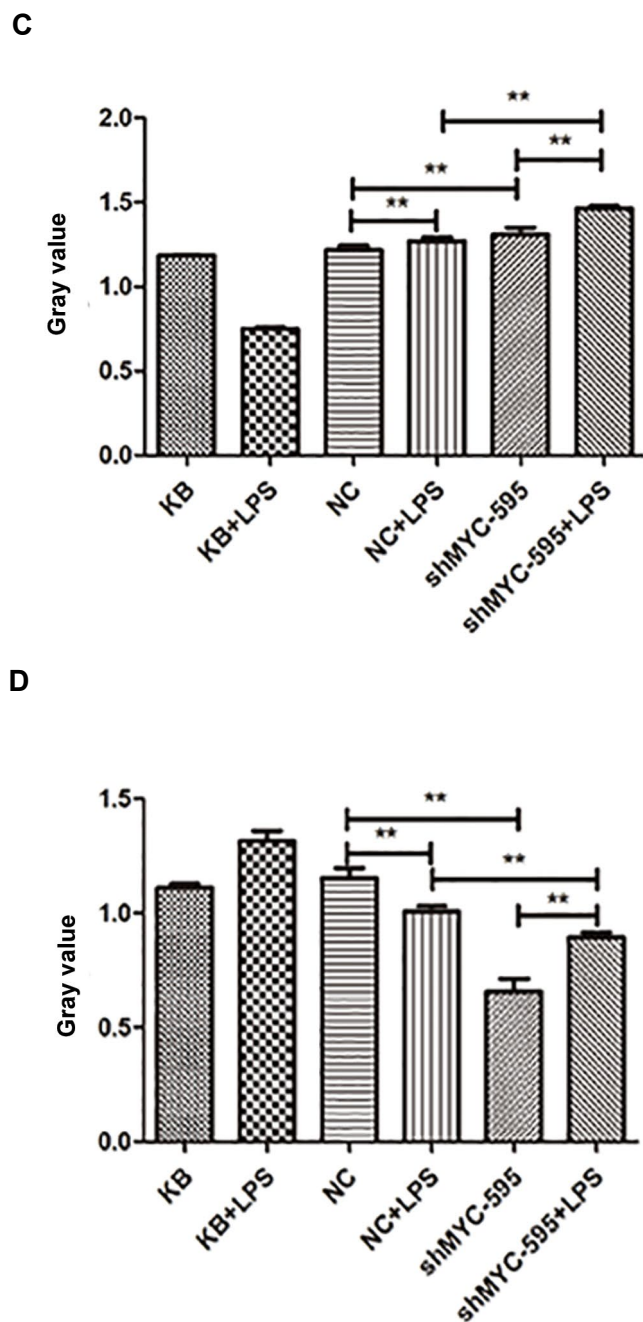 C
**
2.0
**
**
1.5
**
Gray value
1.0
0.5
0.0
KB
KB+LPS
NC
NC+LPS
shMYC-595
shMYC-595+LPS
D
1.5
**
**
**
1.0
**
Gray value
0.5
0.0
KB
KB+LPS
NC
NC+LPS
shMYC-595
shMYC-595+LPS